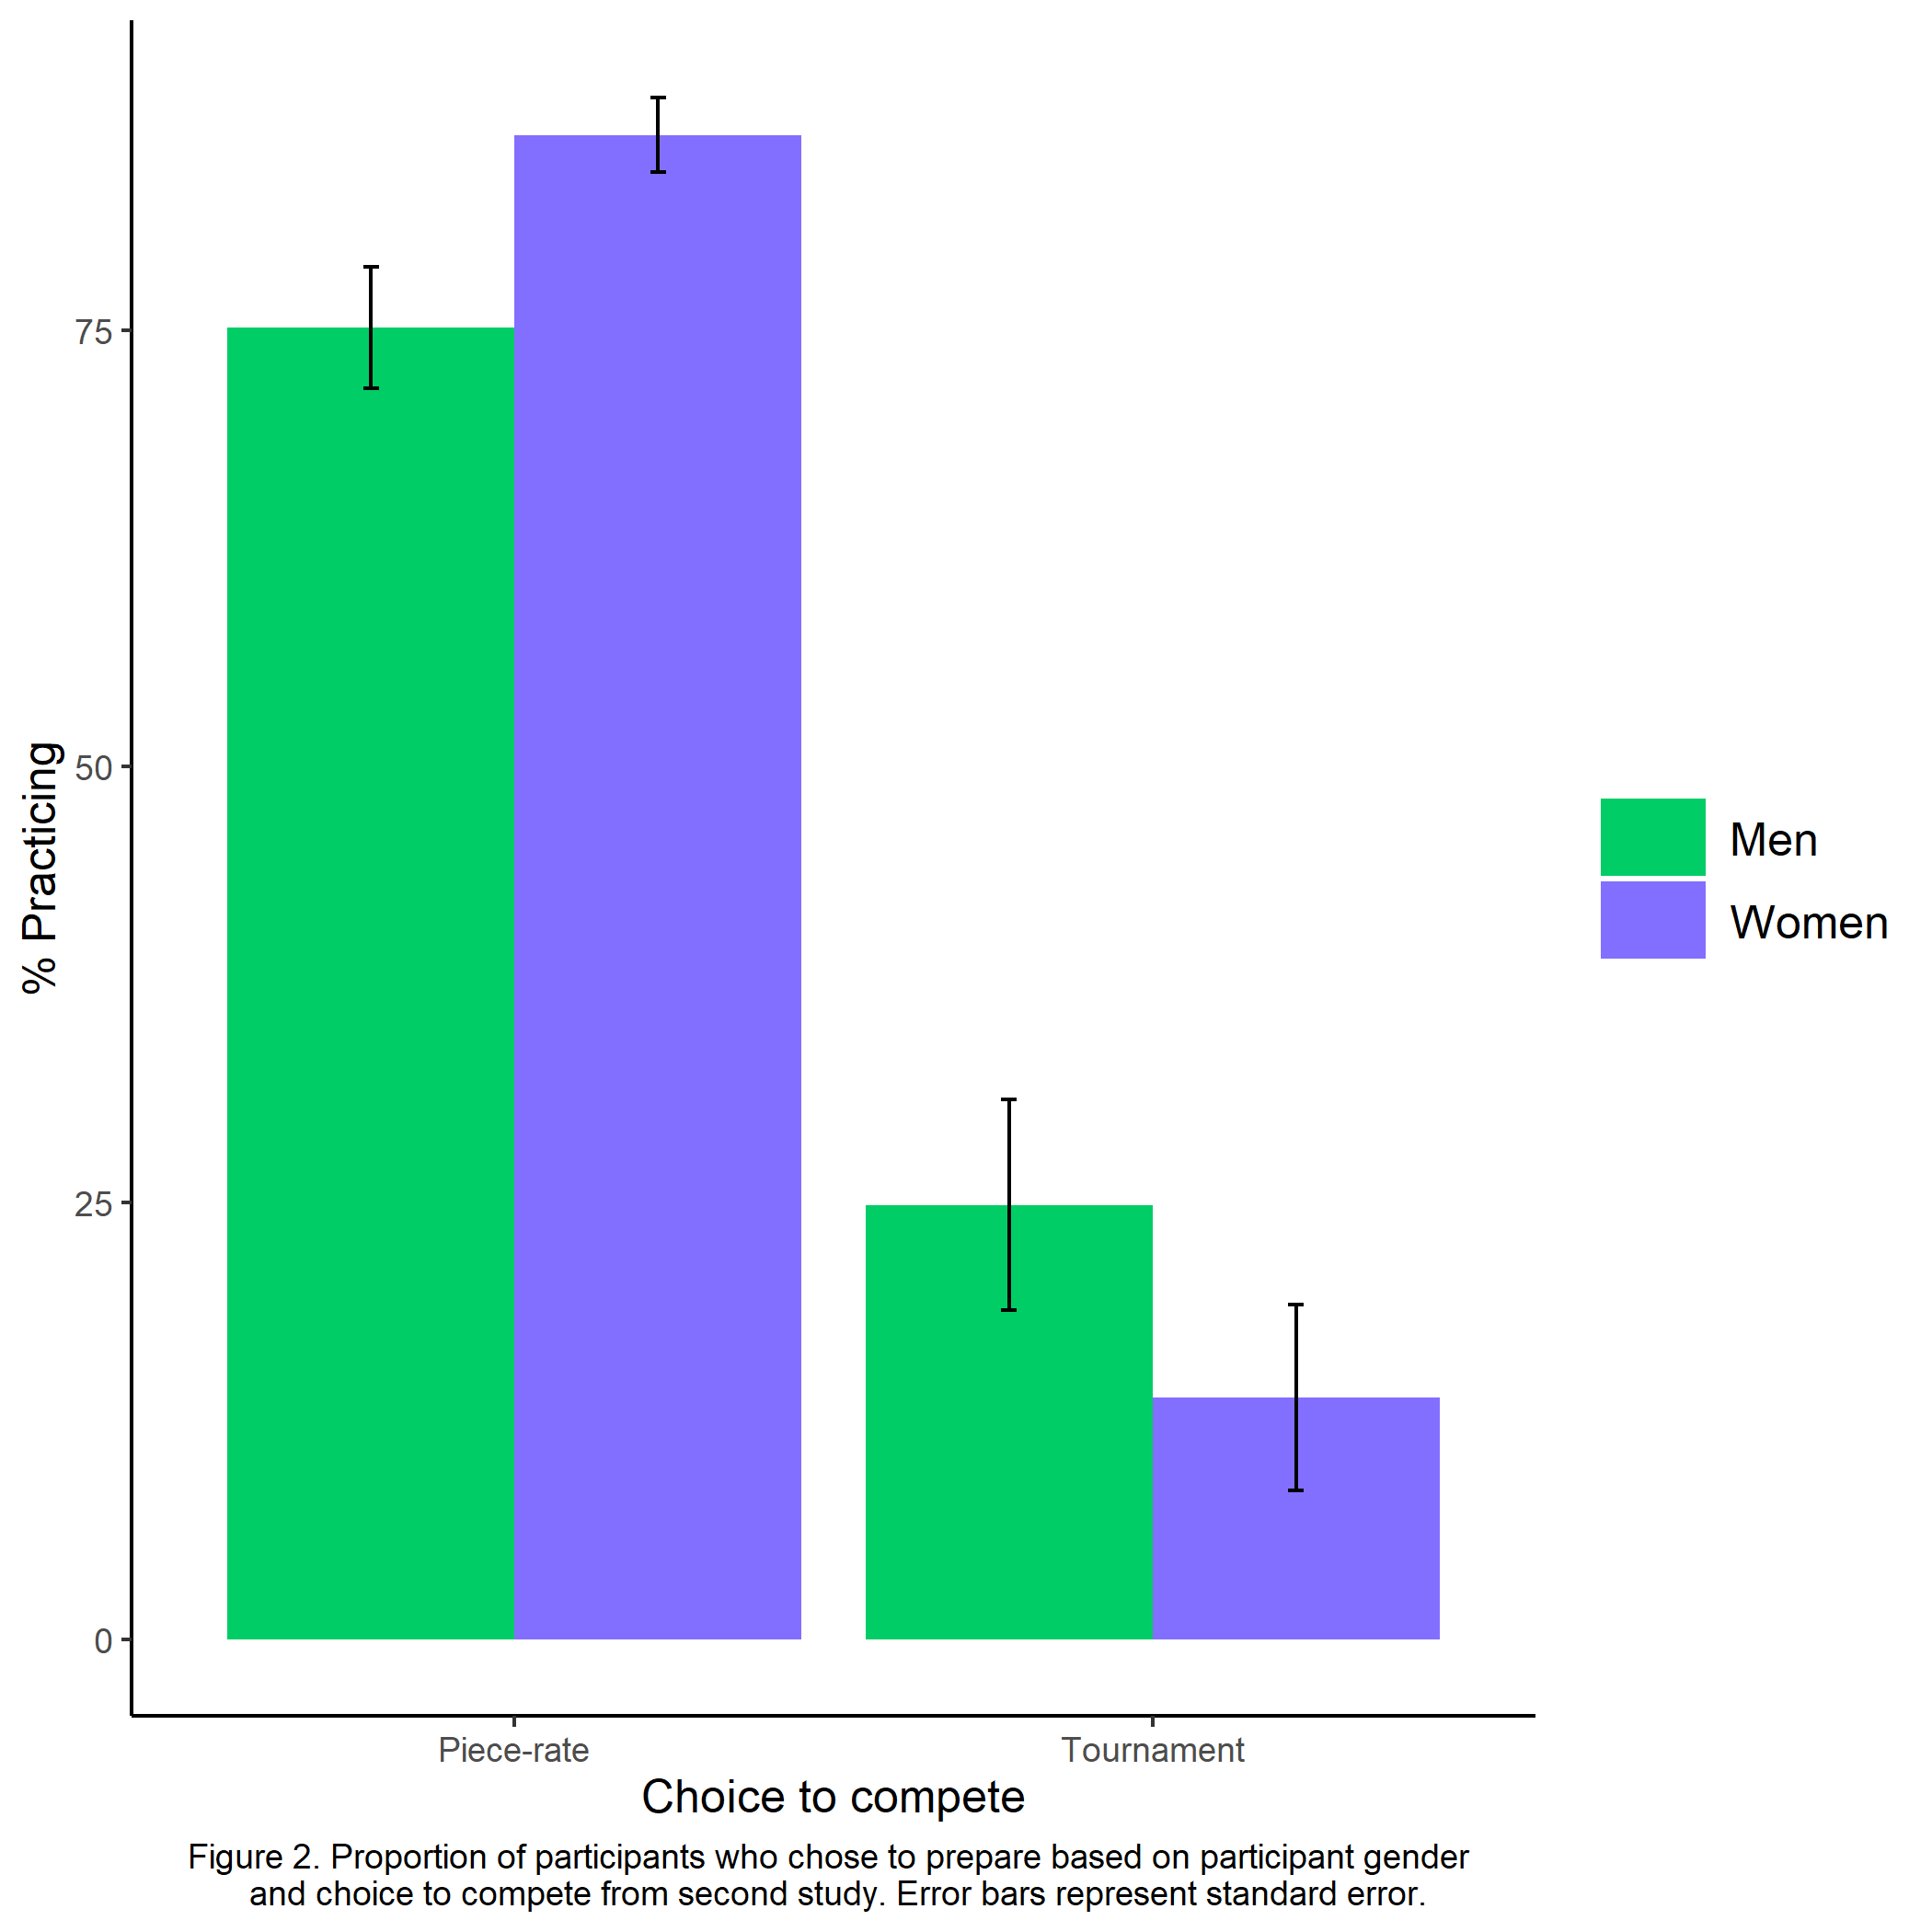 % Practicing
75
50
25
0
Piece-rate
Tournament
Choice to compete
Men
Women
Figure 2. Proportion of participants who chose to prepare based on participant gender
and choice to compete from second study. Error bars represent standard error.